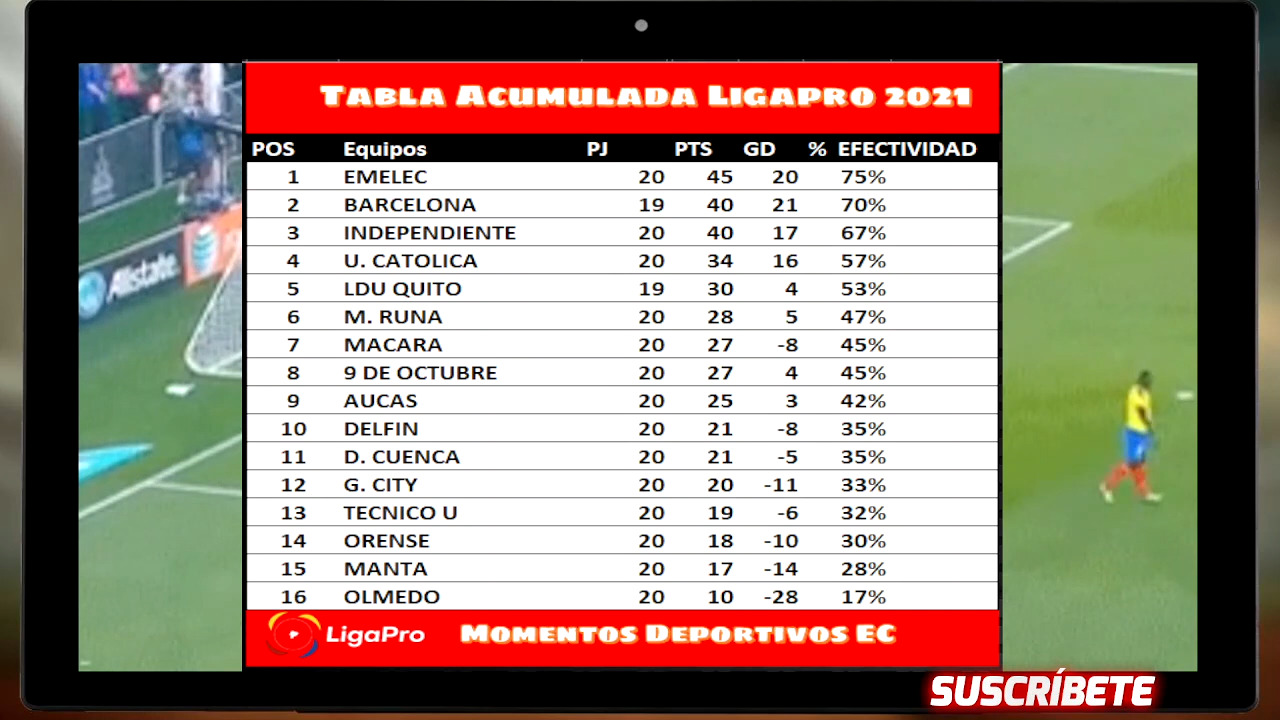 Tabla Acumulada Ligapro 2021
POS Equipos PJ PTS GD % EFECTIVIDAD
1 EMELEC 20 45 20 75%
2 BARCELONA 19 40 21 70%
3 INDEPENDIENTE 20 40 17 67%
4 U. CATOLICA 20 34 16 57%
5 LDU QUITO 19 30 4 53%
6 M. RUNA 20 28 5 47%
7 MACARA 20 27 -8 45%
8 9 DE OCTUBRE 20 27 4 45%
9 AUCAS 20 25 3 42%
10 DELFIN 20 21 -8 35%
11 D. CUENCA 20 21 -5 35%
12 G. CITY 20 20 -11 33%
13 TECNICO U 20 19 -6 32%
14 ORENSE 20 18 -10 30%
15 MANTA 20 17 -14 28%
16 OLMEDO 20 10 -28 17%
LigaPro Momentos Deportivos EC
Allstate
at&t
SUSCRÍBETE